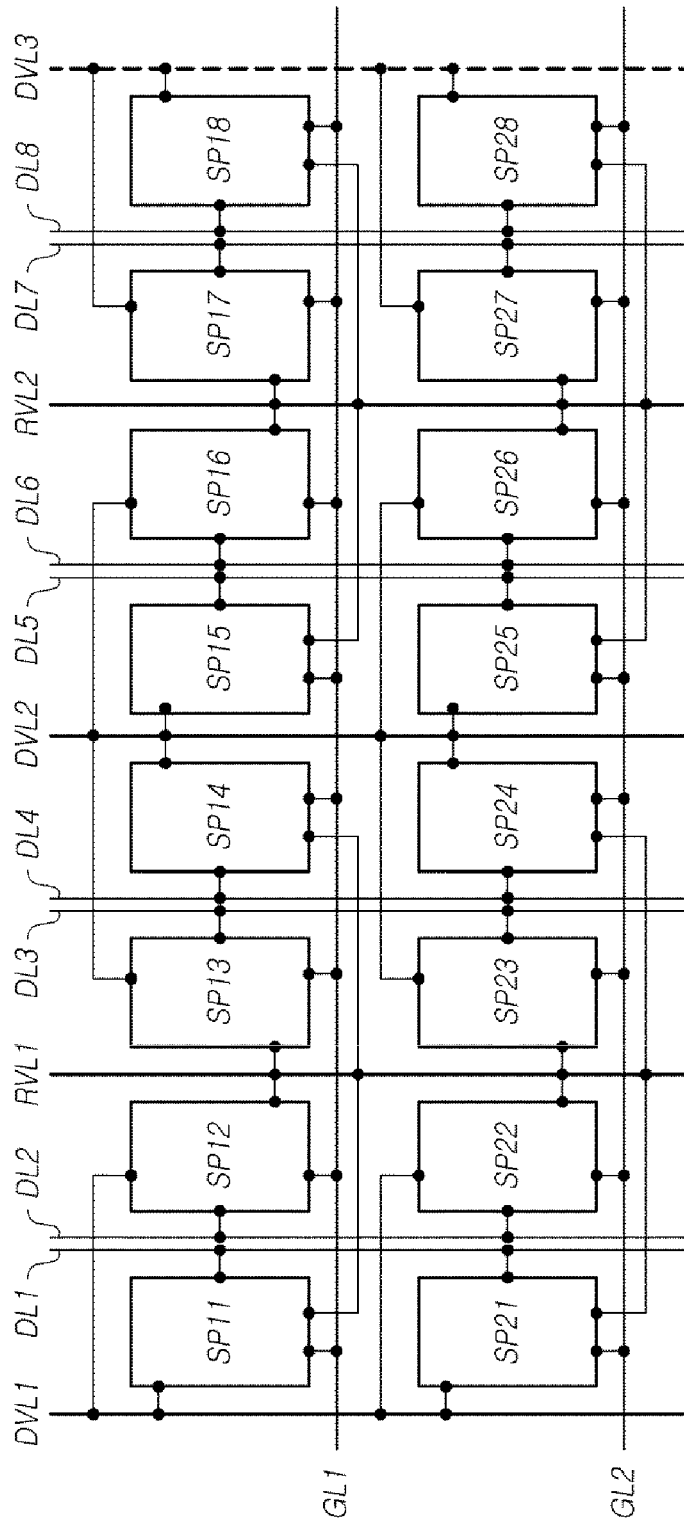 DVL1 DL1 DL2 RVL1 DL3 DL4 DVL2 DL5 DL6 RVL2 DL7 DL8 DVL3
SP11 SP12 SP13 SP14 SP15 SP16 SP17 SP18
GL1
SP21 SP22 SP23 SP24 SP25 SP26 SP27 SP28
GL2